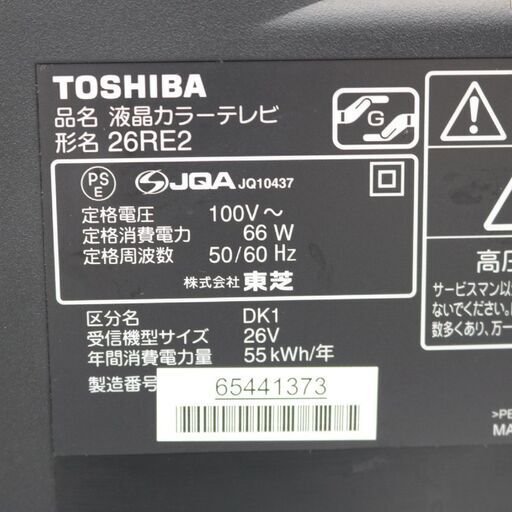 TOSHIBA
品名 液晶カラーテレビ
形名 26RE2
G
PS
E
JQA JQ10437
定格電圧 100V～
定格消費電力 66 W
定格周波数 50/60 Hz
株式会社 東芝
区分名 DK1
受信機型サイズ 26V
年間消費電力量 55 kWh/年
製造番号
65441373
高圧
サービスマン以
ないでください。
数多くあり、万一
>PE
MA